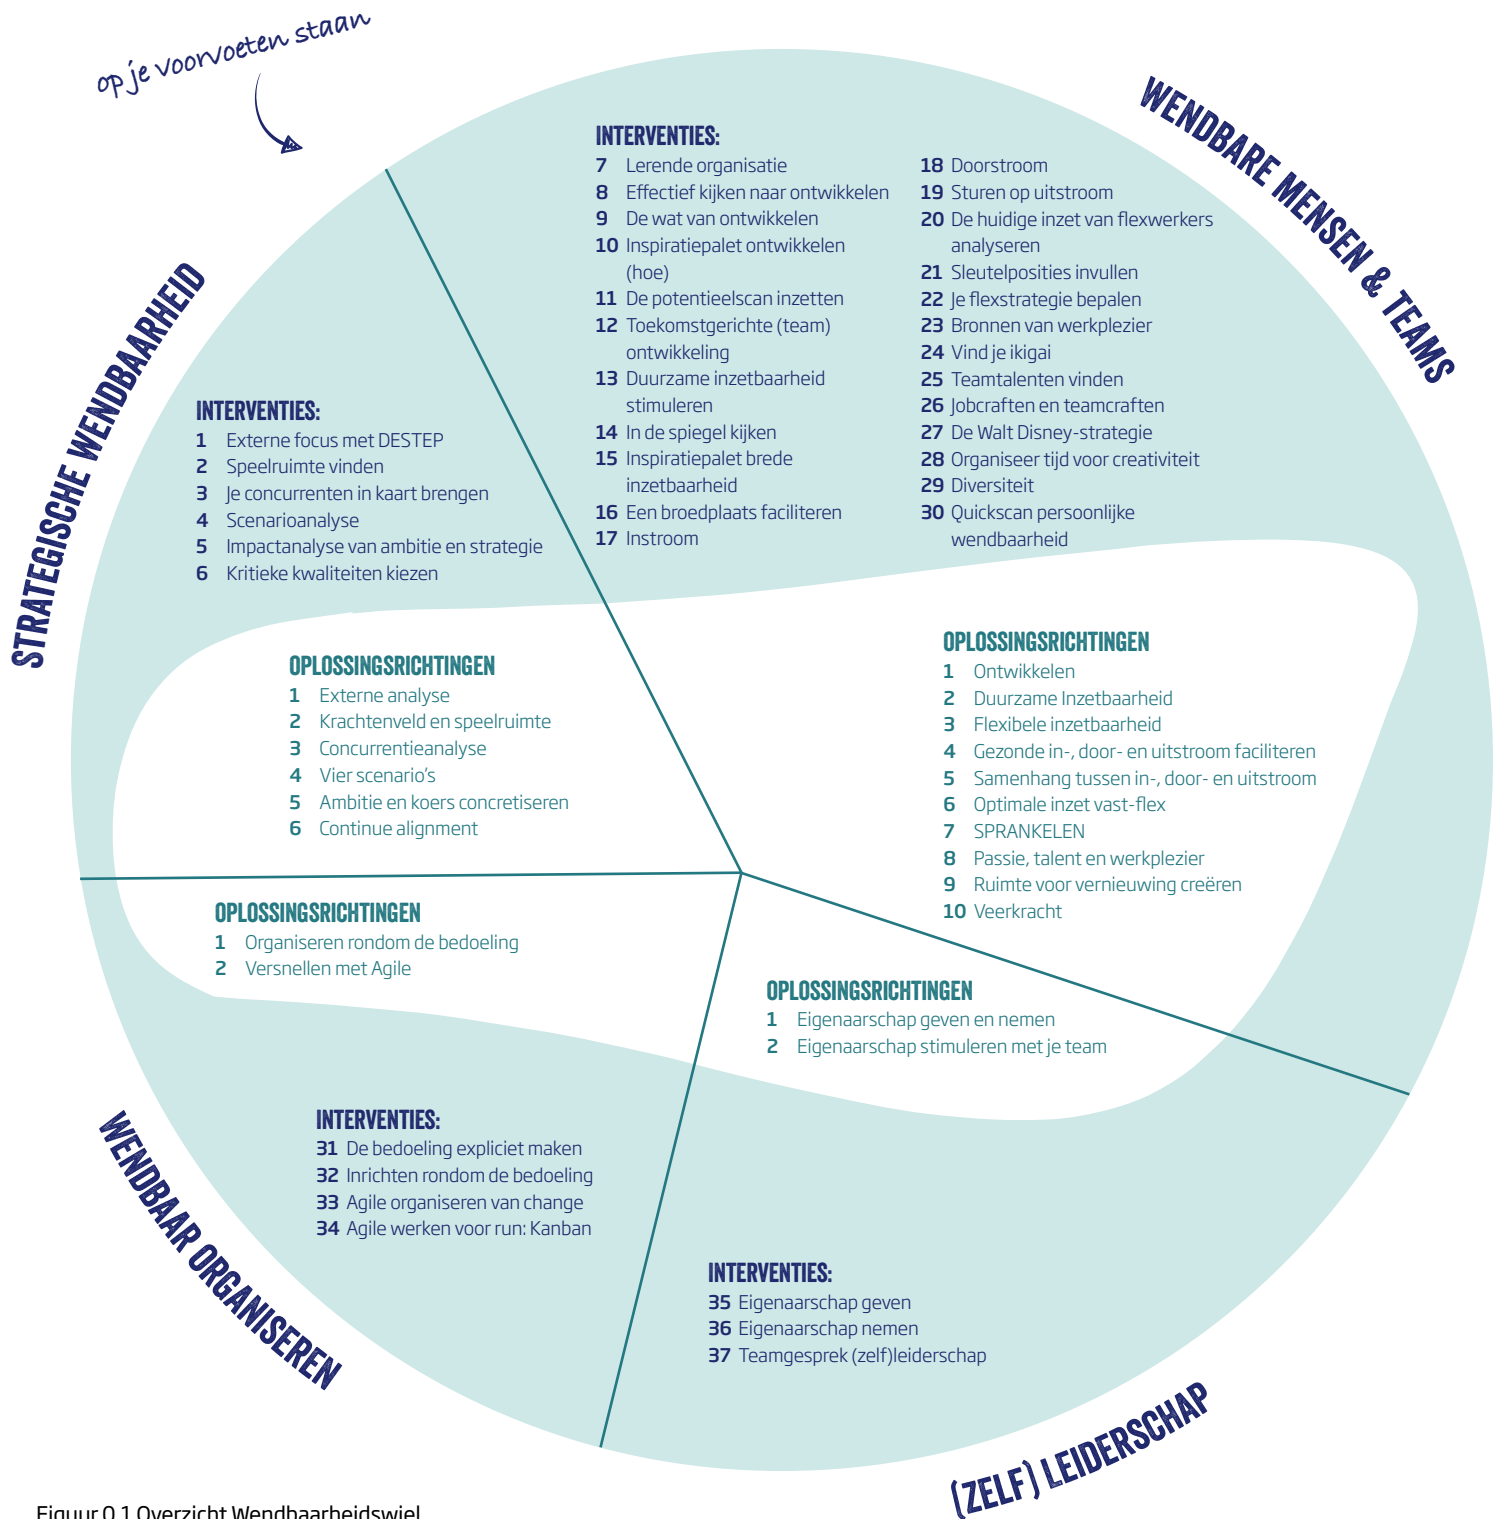 op je voorvoeten staan
STRATEGISCHE WENDBAARHEID
INTERVENTIES:
1 Externe focus met DESTEP
2 Speelruimte vinden
3 Je concurrenten in kaart brengen
4 Scenarioanalyse
5 Impactanalyse van ambitie en strategie
6 Kritieke kwaliteiten kiezen
OPLOSSINGSRICHTINGEN
1 Externe analyse
2 Krachtenveld en speelruimte
3 Concurrentieanalyse
4 Vier scenario's
5 Ambitie en koers concretiseren
6 Continue alignment
WENDBARE MENSEN & TEAMS
INTERVENTIES:
7 Lerende organisatie
8 Effectief kijken naar ontwikkelen
9 De wat van ontwikkelen
10 Inspiratiepalet ontwikkelen
(hoe)
11 De potentieelscan inzetten
12 Toekomstgerichte (team)
ontwikkeling
13 Duurzame inzetbaarheid
stimuleren
14 In de spiegel kijken
15 Inspiratiepalet brede
inzetbaarheid
16 Een broedplaats faciliteren
17 Instroom
18 Doorstroom
19 Sturen op uitstroom
20 De huidige inzet van flexwerkers
analyseren
21 Sleutelposities invullen
22 Je flexstrategie bepalen
23 Bronnen van werkplezier
24 Vind je ikigai
25 Teamtalenten vinden
26 Jobcraften en teamcraften
27 De Walt Disney-strategie
28 Organiseer tijd voor creativiteit
29 Diversiteit
30 Quickscan persoonlijke
wendbaarheid
OPLOSSINGSRICHTINGEN
1 Ontwikkelen
2 Duurzame Inzetbaarheid
3 Flexibele inzetbaarheid
4 Gezonde in-, door- en uitstroom faciliteren
5 Samenhang tussen in-, door- en uitstroom
6 Optimale inzet vast-flex
7 SPRANKELEN
8 Passie, talent en werkplezier
9 Ruimte voor vernieuwing creëren
10 Veerkracht
OPLOSSINGSRICHTINGEN
1 Organiseren rondom de bedoeling
2 Versnellen met Agile
INTERVENTIES:
31 De bedoeling expliciet maken
32 Inrichten rondom de bedoeling
33 Agile organiseren van change
34 Agile werken voor run: Kanban
WENDBAAR ORGANISEREN
OPLOSSINGSRICHTINGEN
1 Eigenaarschap geven en nemen
2 Eigenaarschap stimuleren met je team
INTERVENTIES:
35 Eigenaarschap geven
36 Eigenaarschap nemen
37 Teamgesprek (zelf)leiderschap
(ZELF) LEIDERSCHAP
Figuur 0.1 Overzicht Wendbaarheidswiel